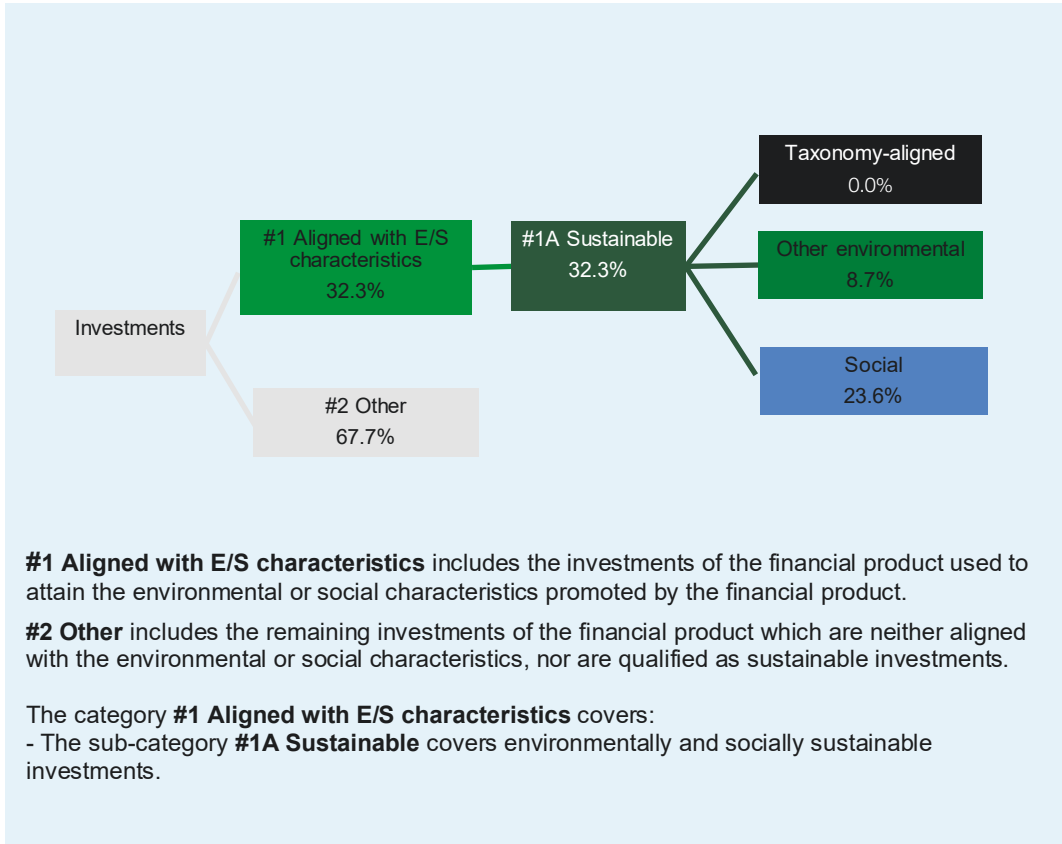 Taxonomy-aligned
0.0%
#1 Aligned with E/S
characteristics
32.3%
#1A Sustainable
32.3%
Other environmental
8.7%
Investments
Social
23.6%
#2 Other
67.7%
#1 Aligned with E/S characteristics includes the investments of the financial product used to
attain the environmental or social characteristics promoted by the financial product.
#2 Other includes the remaining investments of the financial product which are neither aligned
with the environmental or social characteristics, nor are qualified as sustainable investments.
The category #1 Aligned with E/S characteristics covers:
- The sub-category #1A Sustainable covers environmentally and socially sustainable
investments.